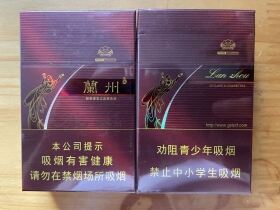 蘭州
本公司提示
吸烟有害健康
请勿在禁烟场所吸烟
Lan zhou
劝阻青少年吸烟
禁止中小学生吸烟